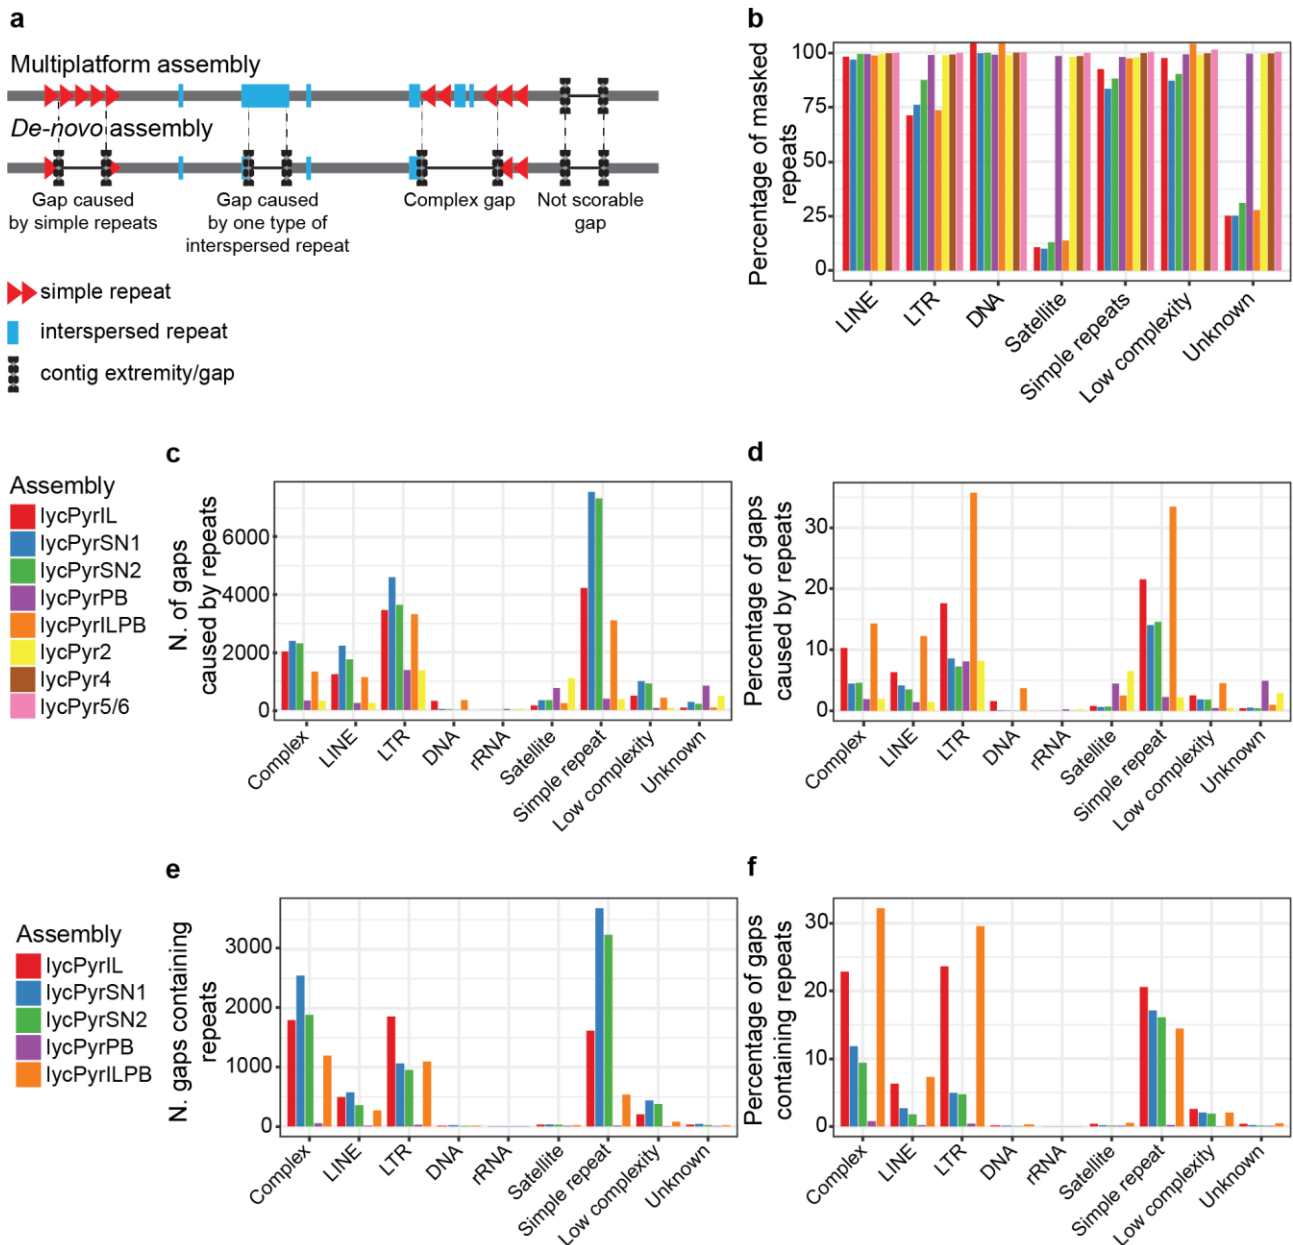 a
Multiplatform assembly
De-novo assembly
Gap caused
by simple repeats
Gap caused
by one type of
interspersed repeat
Complex gap
Not scorable
gap
simple repeat
interspersed repeat
contig extremity/gap
b
Percentage of masked
repeats
100
75
50
25
0
LINE
LTR
DNA
Satellite
Simple repeats
Low complexity
Unknown
Assembly
lycPyrIL
lycPyrSN1
lycPyrSN2
lycPyrPB
lycPyrILPB
lycPyr2
lycPyr4
lycPyr5/6
c
N. of gaps
caused by repeats
6000
4000
2000
0
Complex
LINE
LTR
DNA
rRNA
Satellite
Simple repeat
Low complexity
Unknown
d
Percentage of gaps
caused by repeats
30
20
10
0
Complex
LINE
LTR
DNA
rRNA
Satellite
Simple repeat
Low complexity
Unknown
Assembly
lycPyrIL
lycPyrSN1
lycPyrSN2
lycPyrPB
lycPyrILPB
e
N. gaps containing
repeats
3000
2000
1000
0
Complex
LINE
LTR
DNA
rRNA
Satellite
Simple repeat
Low complexity
Unknown
f
Percentage of gaps
containing repeats
30
20
10
0
Complex
LINE
LTR
DNA
rRNA
Satellite
Simple repeat
Low complexity
Unknown